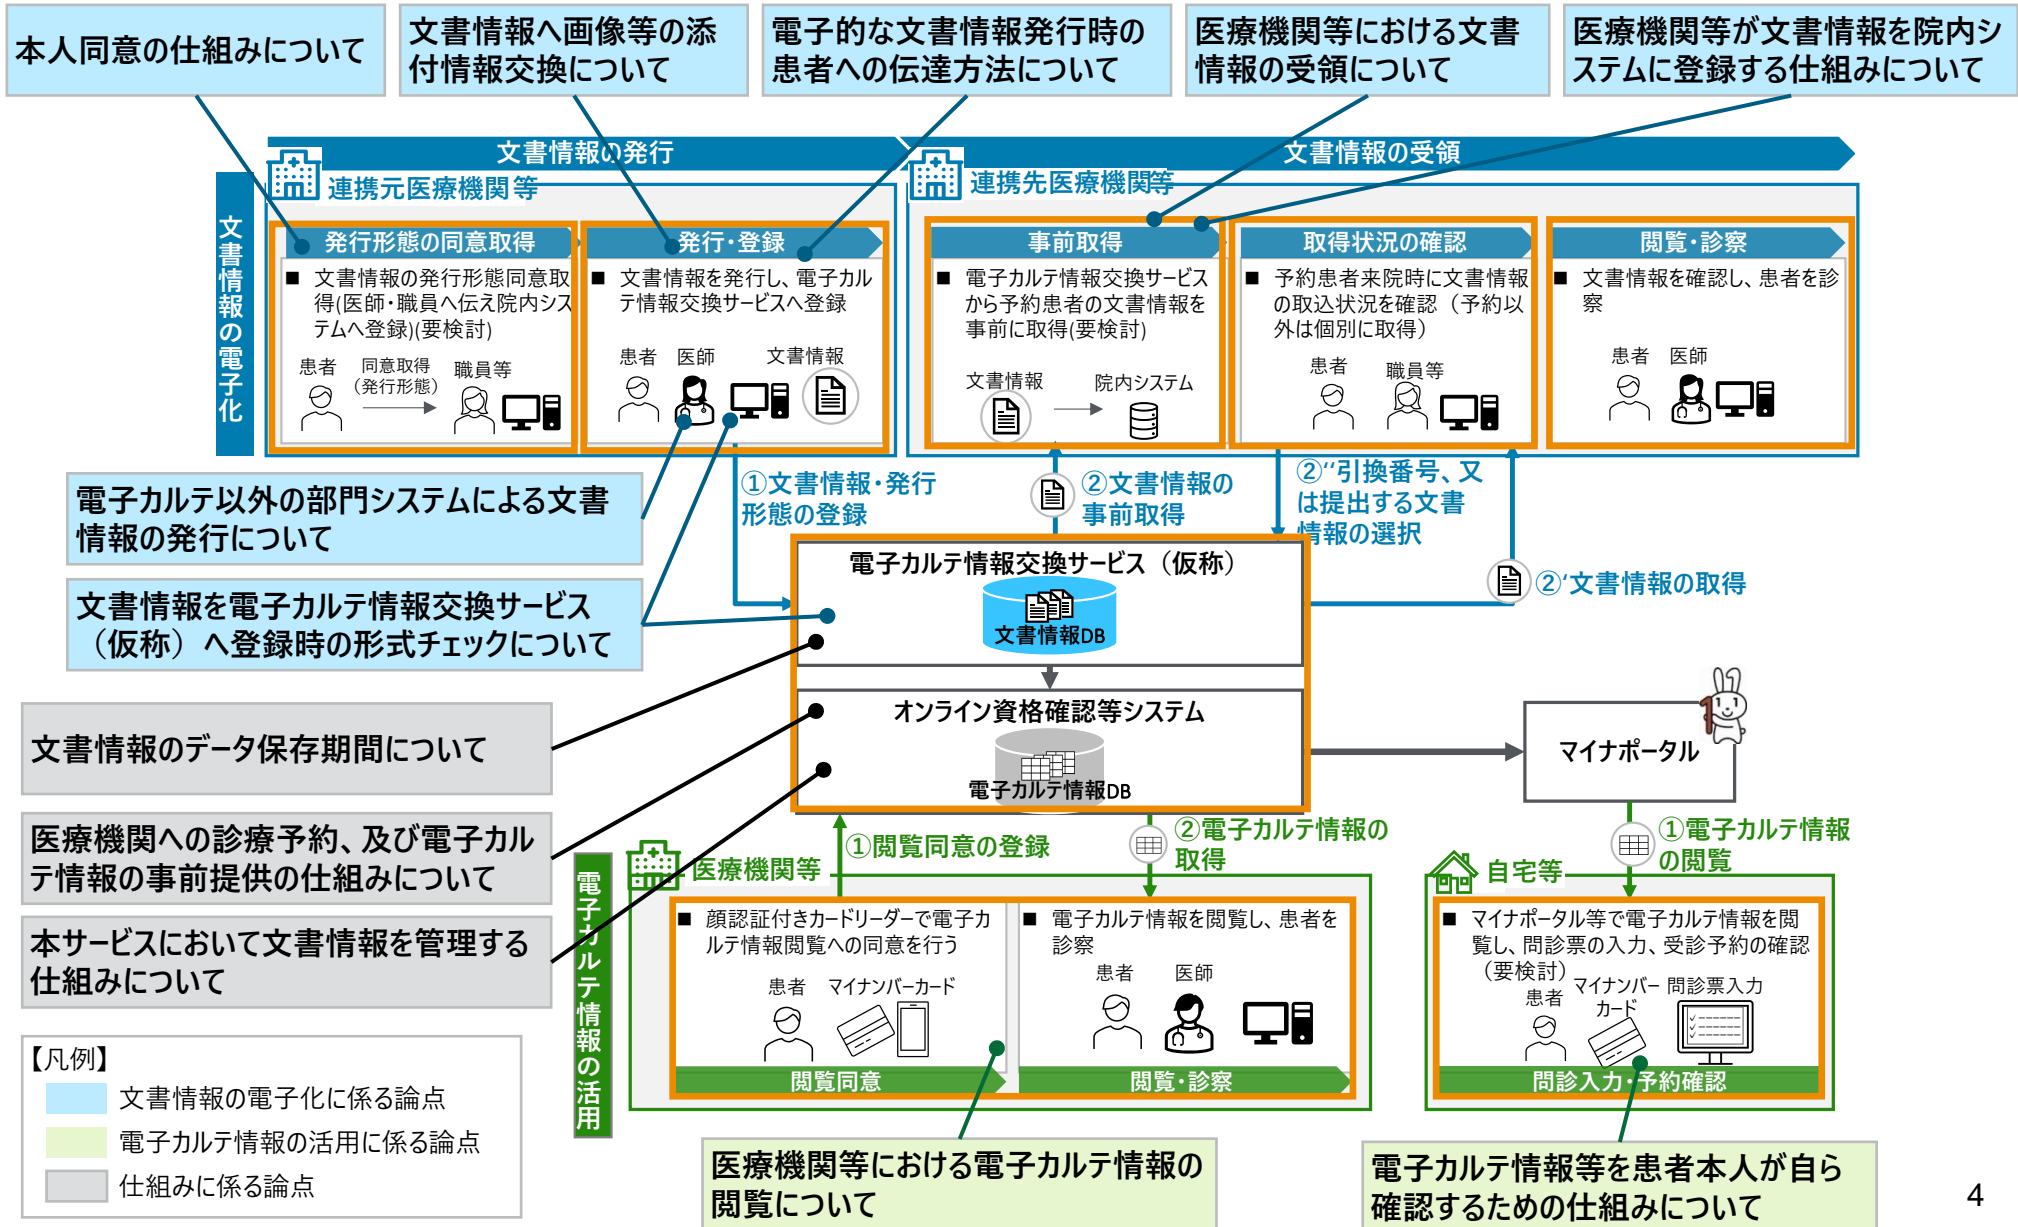 本人同意の仕組みについて
文書情報へ画像等の添
付情報交換について
電子的な文書情報発行時の
患者への伝達方法について
医療機関等における文書
情報の受領について
医療機関等が文書情報を院内シ
ステムに登録する仕組みについて
文書情報の発行
文書情報の受領
文書情報の電子化
連携元医療機関等
連携先医療機関等
発行形態の同意取得
■ 文書情報の発行形態同意取
得(医師・職員へ伝え院内シス
テムへ登録)(要検討)
患者
同意取得
（発行形態）
職員等
発行・登録
■ 文書情報を発行し、電子カル
テ情報交換サービスへ登録
患者
医師
文書情報
事前取得
■ 電子カルテ情報交換サービス
から予約患者の文書情報を
事前に取得(要検討)
文書情報
院内システム
取得状況の確認
■ 予約患者来院時に文書情報
の取込状況を確認（予約以
外は個別に取得）
患者
職員等
閲覧・診察
■ 文書情報を確認し、患者を診
察
患者
医師
電子カルテ以外の部門システムによる文書
情報の発行について
文書情報を電子カルテ情報交換サービス
（仮称）へ登録時の形式チェックについて
①文書情報・発行
形態の登録
②文書情報の
事前取得
②''引換番号、又
は提出する文書
情報の選択
②'文書情報の取得
電子カルテ情報交換サービス（仮称）
文書情報DB
オンライン資格確認等システム
電子カルテ情報DB
マイナポータル
文書情報のデータ保存期間について
医療機関への診療予約、及び電子カル
テ情報の事前提供の仕組みについて
本サービスにおいて文書情報を管理する
仕組みについて
①閲覧同意の登録
②電子カルテ情報の
取得
①電子カルテ情報
の閲覧
電子カルテ情報の活用
医療機関等
■ 顔認証付きカードリーダーで電子カ
ルテ情報閲覧への同意を行う
患者
マイナンバーカード
閲覧同意
■ 電子カルテ情報を閲覧し、患者を
診察
患者
医師
閲覧・診察
自宅等
■ マイナポータル等で電子カルテ情報を閲
覧し、問診票の入力、受診予約の確認
（要検討）
患者
マイナンバー
カード
問診票入力
問診入力・予約確認
【凡例】
文書情報の電子化に係る論点
電子カルテ情報の活用に係る論点
仕組みに係る論点
医療機関等における電子カルテ情報の
閲覧について
電子カルテ情報等を患者本人が自ら
確認するための仕組みについて
4